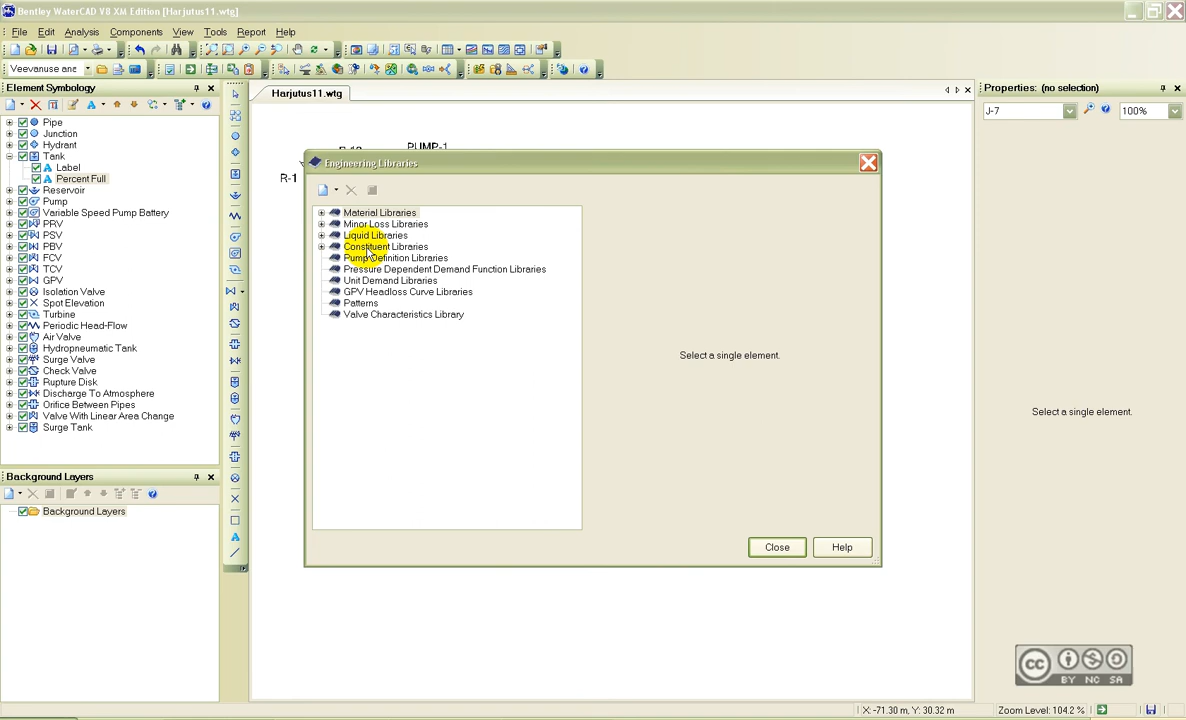 Bentley WaterCAD V8 XM Edition [Harjutus11.wtg]
File Edit Analysis Components View Tools Report Help
Veevanuse ane
Element Symbology
Pipe
Junction
Hydrant
Tank
Label
Percent Full
Reservoir
Pump
Variable Speed Pump Battery
PRV
PSV
PBV
FCV
TCV
GPV
Isolation Valve
Spot Elevation
Turbine
Periodic Head-Flow
Air Valve
Hydropneumatic Tank
Surge Valve
Check Valve
Rupture Disk
Discharge To Atmosphere
Orifice Between Pipes
Valve With Linear Area Change
Surge Tank
Background Layers
Background Layers
Harjutus11.wtg
PUMP-1
R-1
Engineering Libraries
Material Libraries
Minor Loss Libraries
Liquid Libraries
Constituent Libraries
Pump Definition Libraries
Pressure Dependent Demand Function Libraries
Unit Demand Libraries
GPV Headloss Curve Libraries
Patterns
Valve Characteristics Library
Select a single element.
Close Help
Properties: (no selection)
J-7 100%
Select a single element.
CC BY NC SA
X: -71.30 m, Y: 30.32 m Zoom Level: 104.2 %